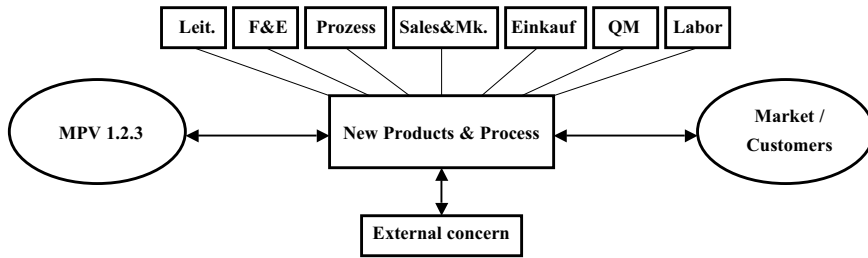 Leit.
F&E
Prozess
Sales&Mk.
Einkauf
QM
Labor
MPV 1.2.3
New Products & Process
Market /
Customers
External concern